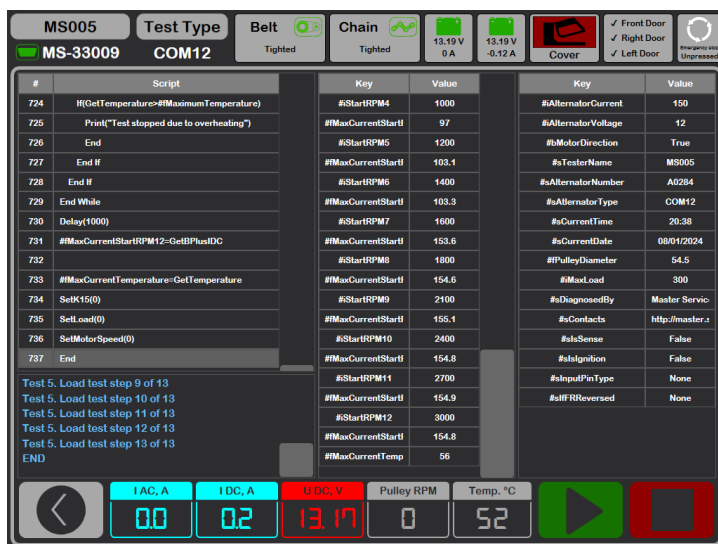 MS005
Test Type
Belt
Chain
MS-33009
COM12
Tighted
Tighted
13.19 V
0 A
13.19 V
-0.12 A
Cover
✓ Front Door
✓ Right Door
✓ Left Door
Emergency stop
Unpressed
# Script
724 If(GetTemperature>#fMaximumTemperature)
725 Print("Test stopped due to overheating")
726 End
727 End If
728 End If
729 End While
730 Delay(1000)
731 #fMaxCurrentStartRPM12=GetBPlusIDC
732
733 #fMaxCurrentTemperature=GetTemperature
734 SetK15(0)
735 SetLoad(0)
736 SetMotorSpeed(0)
737 End
Test 5. Load test step 9 of 13
Test 5. Load test step 10 of 13
Test 5. Load test step 11 of 13
Test 5. Load test step 12 of 13
Test 5. Load test step 13 of 13
END
Key Value
#iStartRPM4 1000
#fMaxCurrentStartI 97
#iStartRPM5 1200
#fMaxCurrentStartI 103.1
#iStartRPM6 1400
#fMaxCurrentStartI 103.3
#iStartRPM7 1600
#fMaxCurrentStartI 153.6
#iStartRPM8 1800
#fMaxCurrentStartI 154.6
#iStartRPM9 2100
#fMaxCurrentStartI 155.1
#iStartRPM10 2400
#fMaxCurrentStartI 154.8
#iStartRPM11 2700
#fMaxCurrentStartI 154.9
#iStartRPM12 3000
#fMaxCurrentStartI 154.8
#fMaxCurrentTemp 56
Key Value
#iAlternatorCurrent 150
#iAlternatorVoltage 12
#bMotorDirection True
#sTesterName MS005
#sAlternatorNumber A0284
#sAtlernatorType COM12
#sCurrentTime 20:38
#sCurrentDate 08/01/2024
#fPulleyDiameter 54.5
#iMaxLoad 300
#sDiagnosedBy Master Servic
#sContacts http://master.s
#sIsSense False
#sIsIgnition False
#sInputPinType None
#sIfFRReversed None
I AC, A
0.0
I DC, A
0.2
U DC, V
13.17
Pulley RPM
0
Temp. °C
52